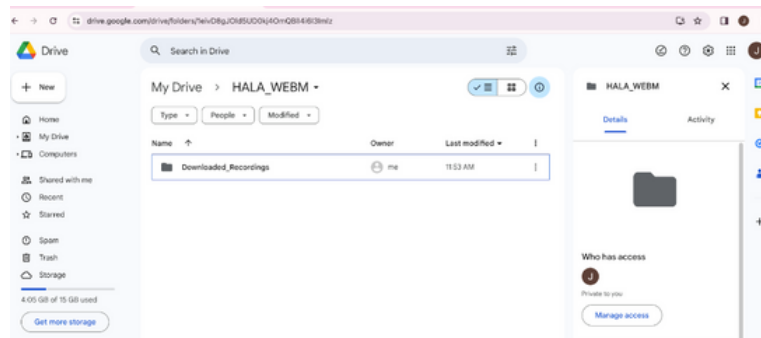 drive.google.com/drive/folders/
Drive
Search in Drive
J
New
My Drive > HALA_WEBM
HALA_WEBM
Type
People
Modified
Details
Activity
Home
My Drive
Computers
Name
Owner
Last modified
Downloaded_Recordings
me
11:53 AM
Shared with me
Recent
Starred
Spam
Trash
Storage
4.05 GB of 15 GB used
Get more storage
Who has access
J
Private to you
Manage access